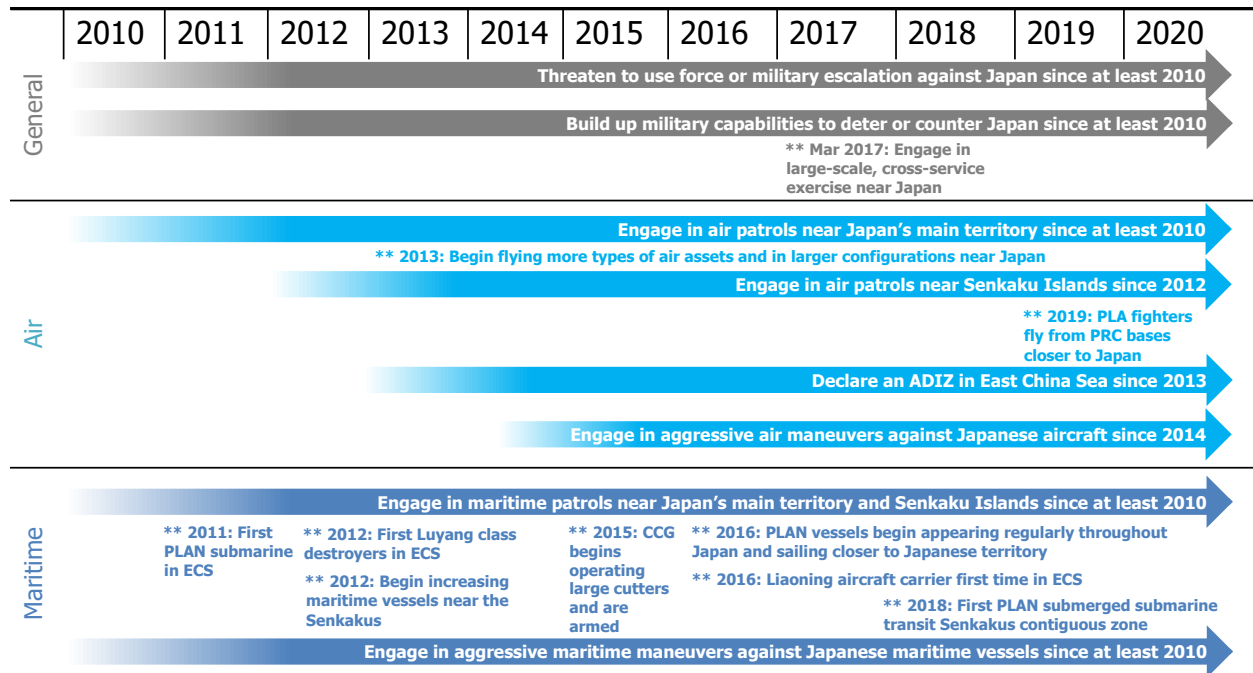 2010 2011 2012 2013 2014 2015 2016 2017 2018 2019 2020
General
Threaten to use force or military escalation against Japan since at least 2010
Build up military capabilities to deter or counter Japan since at least 2010
** Mar 2017: Engage in
large-scale, cross-service
exercise near Japan
Air
Engage in air patrols near Japan's main territory since at least 2010
** 2013: Begin flying more types of air assets and in larger configurations near Japan
Engage in air patrols near Senkaku Islands since 2012
** 2019: PLA fighters
fly from PRC bases
closer to Japan
Declare an ADIZ in East China Sea since 2013
Engage in aggressive air maneuvers against Japanese aircraft since 2014
Maritime
Engage in maritime patrols near Japan's main territory and Senkaku Islands since at least 2010
** 2011: First
PLAN submarine
in ECS
** 2012: First Luyang class
destroyers in ECS
** 2012: Begin increasing
maritime vessels near the
Senkakus
** 2015: CCG
begins
operating
large cutters
and are
armed
** 2016: PLAN vessels begin appearing regularly throughout
Japan and sailing closer to Japanese territory
** 2016: Liaoning aircraft carrier first time in ECS
** 2018: First PLAN submerged submarine
transit Senkakus contiguous zone
Engage in aggressive maritime maneuvers against Japanese maritime vessels since at least 2010